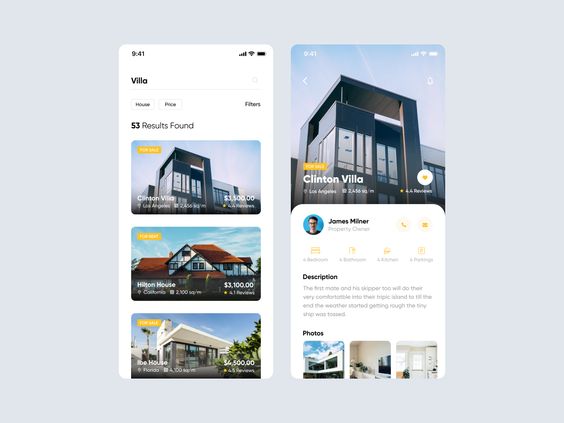 9:41
Villa
House
Price
Filters
53 Results Found
FOR SALE
Clinton Villa
$3,500.00
Los Angeles
2,456 sq/m
4.4 Reviews
FOR RENT
Hilton House
$3,100.00
California
2,100 sq/m
4.1 Reviews
FOR SALE
Ibe House
$4,500.00
Florida
4,100 sq/m
4.5 Reviews
9:41
FOR SALE
Clinton Villa
Los Angeles
2,456 sq/m
4.4 Reviews
James Milner
Property Owner
4 Bedroom
4 Bathroom
4 Kitchen
4 Parkings
Description
The first mate and his skipper too will do their
very comfortable into their tropic island to till the
end the weather started getting rough the tiny
ship was tossed.
Photos